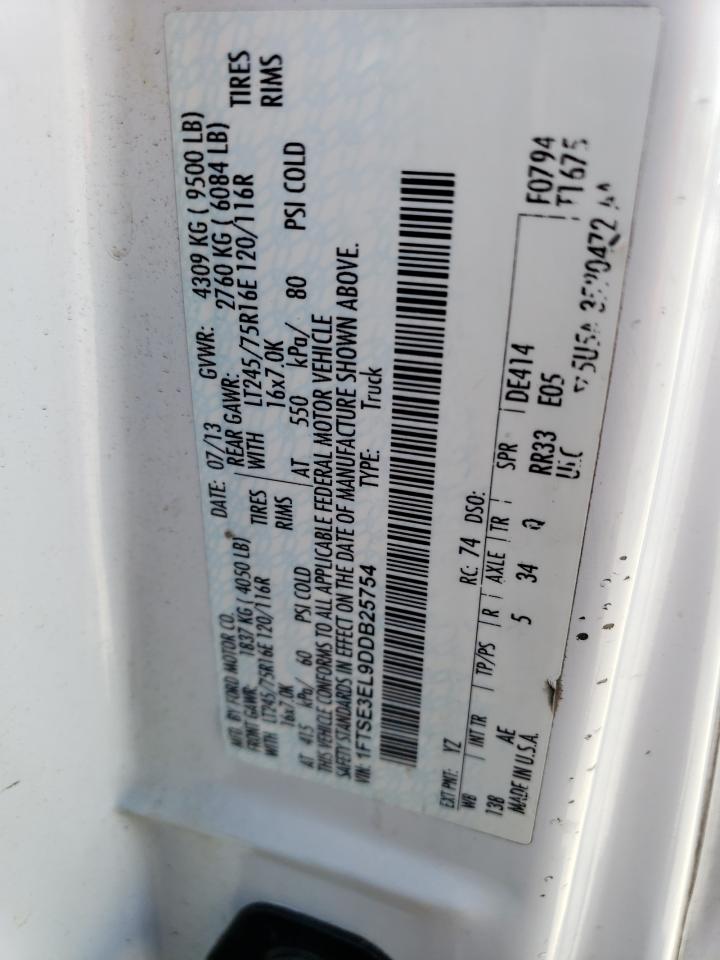 MFD. BY FORD MOTOR CO. DATE: 07/13 GVWR: 4309 KG ( 9500 LB)
FRONT GAWR: 1837 KG ( 4050 LB) REAR GAWR: 2760 KG ( 6084 LB)
WITH LT245/75R16E 120/116R TIRES WITH LT245/75R16E 120/116R TIRES
16x7.0K RIMS 16x7.0K RIMS
AT 415 kPa/ 60 PSI COLD AT 550 kPa/ 80 PSI COLD
THIS VEHICLE CONFORMS TO ALL APPLICABLE FEDERAL MOTOR VEHICLE
SAFETY STANDARDS IN EFFECT ON THE DATE OF MANUFACTURE SHOWN ABOVE.
VIN: 1FTSE3EL9DDB25754 TYPE: Truck
EXT PNT: YZ RC: 74 DSO:
WB INT TR TP/PS R AXLE TR SPR F0794
138 AE 5 34 Q RR33 DE414 T1675
MADE IN U.S.A. E05